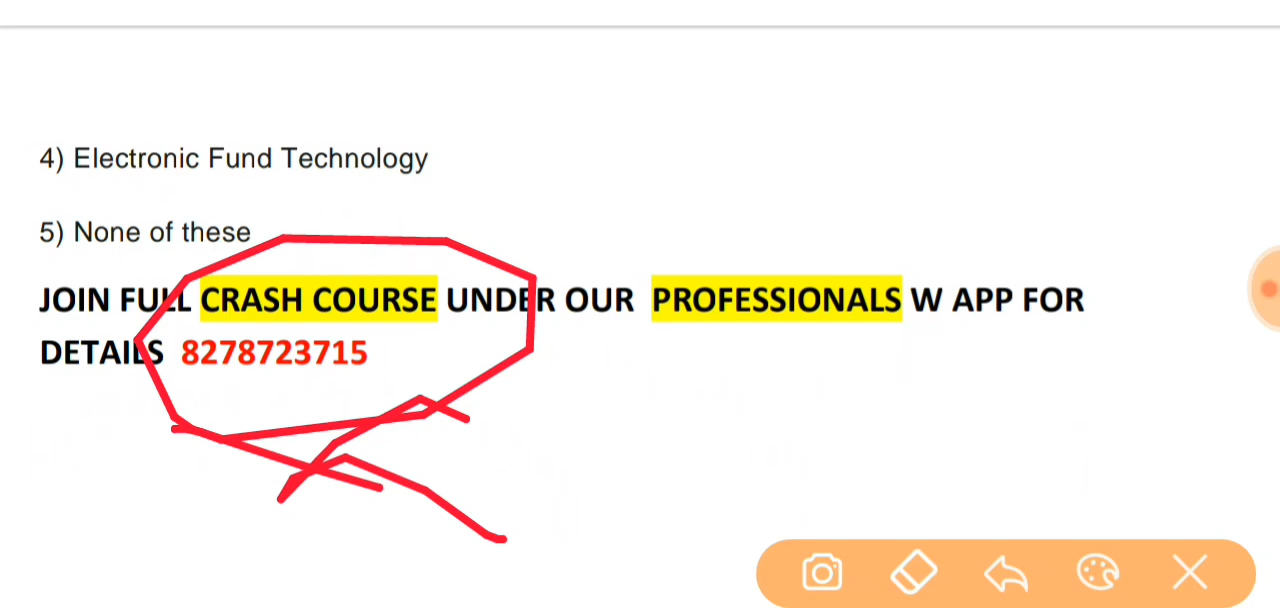 4) Electronic Fund Technology
5) None of these
JOIN FULL CRASH COURSE UNDER OUR PROFESSIONALS W APP FOR
DETAILS 8278723715